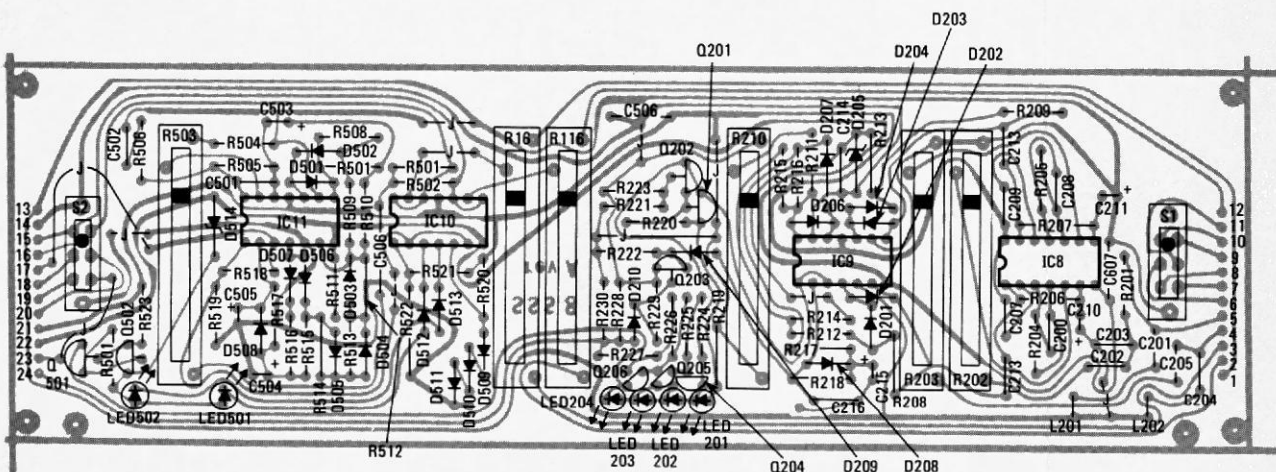 D203
Q201 D204 D202
C503 C506 D207 C214 D205 R213 R209
C502 R506 R503 R504 R508 R16 R116 R210 C213
R505 D501 D502 R501 R501 D202 R211 R215 R216 R205 C208
C501 R502 R223 D206 C209 C211
13 S2 R509 R510 R221 S1 12
14 D514 IC11 IC10 R220 R207 11
15 10
16 D507 D506 C506 R222 IC9 IC8 C607 9
17 R518 R521 R520 Q203 R201 8
18 R511 D503 D210 7
19 R523 R519 C505 R517 R522 D513 R230 R228 R229 R219 J R206 C210 6
20 Q502 R226 R225 R224 R214 D201 C207 5
21 R516 R515 R513 D504 D512 R212 R204 C200 C203 4
22 R501 D508 R227 R217 C202 C201 3
23 Q501 C205 2
24 C504 R514 D505 D511 D510 D509 Q206 Q205 R218 C215 R203 R202 C213 C204 1
LED502 LED501 LED204 C216 R208 L201 L202
R512 LED 203 LED 202 LED 201
Q204 D209 D208